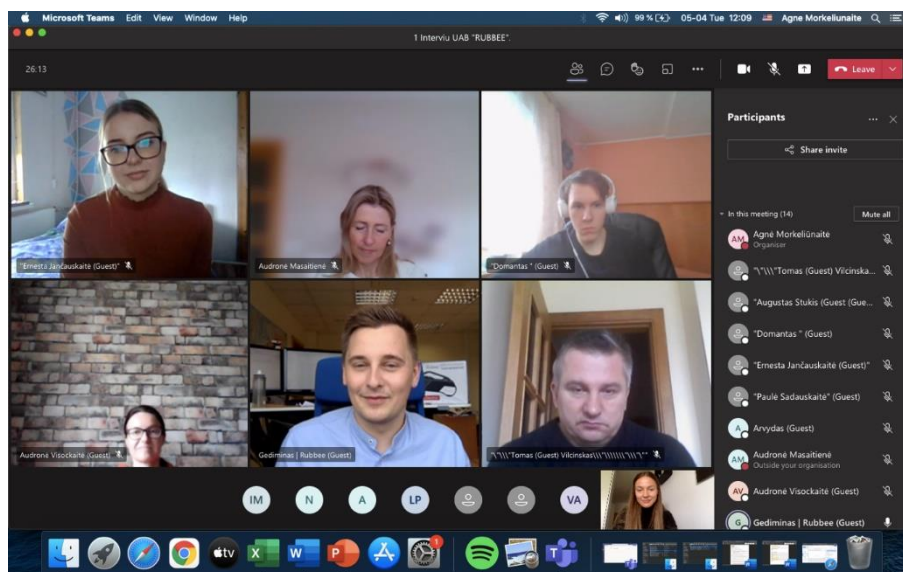 Microsoft Teams Edit View Window Help 99 % 05-04 Tue 12:09 Agne Morkeliunaite
1 Interviu UAB "RUBBEE".
26:13
Leave
Participants
Share invite
In this meeting (14)
Mute all
Agnė Morkeliūnaitė
Organiser
"\"\\\"Tomas (Guest) Vilcinska...
"Augustas Stukis (Guest (Gue...
"Domantas " (Guest)
"Ernesta Jančauskaitė (Guest)"
"Paulė Sadauskaitė" (Guest)
Arvydas (Guest)
Audronė Masaitienė
Outside your organisation
Audronė Visockaitė (Guest)
Gediminas | Rubbee (Guest)
AM
A
AM
AV
G
"Ernesta Jančauskaitė (Guest)"
Audronė Masaitienė
"Domantas " (Guest)
Audronė Visockaitė (Guest)
Gediminas | Rubbee (Guest)
IM N A LP VA
tv X W P A T
1